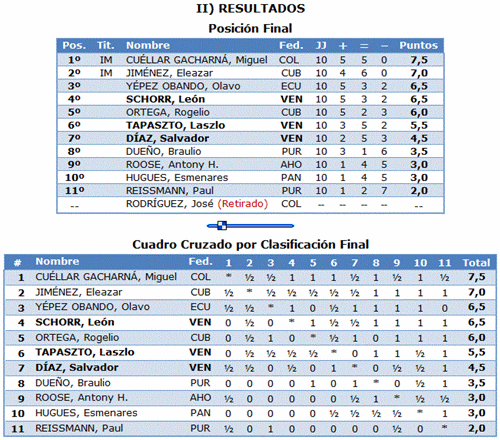 II) RESULTADOS
Posición Final
Pos. Tit. Nombre Fed. JJ + = - Puntos
1º IM CUÉLLAR GACHARNÁ, Miguel COL 10 5 5 0 7,5
2º IM JIMÉNEZ, Eleazar CUB 10 4 6 0 7,0
3º YÉPEZ OBANDO, Olavo ECU 10 5 3 2 6,5
4º SCHORR, León VEN 10 5 3 2 6,5
5º ORTEGA, Rogelio CUB 10 5 2 3 6,0
6º TAPASZTO, Laszlo VEN 10 3 5 2 5,5
7º DÍAZ, Salvador VEN 10 2 5 3 4,5
8º DUEÑO, Braulio PUR 10 3 1 6 3,5
9º ROOSE, Antony H. AHO 10 1 4 5 3,0
10º HUGUES, Esmenares PAN 10 1 4 5 3,0
11º REISSMANN, Paul PUR 10 1 2 7 2,0
-- RODRÍGUEZ, José (Retirado) COL -- -- -- -- --
Cuadro Cruzado por Clasificación Final
# Nombre Fed. 1 2 3 4 5 6 7 8 9 10 11 Total
1 CUÉLLAR GACHARNÁ, Miguel COL * ½ ½ 1 1 1 ½ 1 ½ 1 ½ 7,5
2 JIMÉNEZ, Eleazar CUB ½ * ½ ½ ½ ½ ½ 1 1 1 1 7,0
3 YÉPEZ OBANDO, Olavo ECU ½ ½ * 1 0 ½ 1 1 1 1 0 6,5
4 SCHORR, León VEN 0 ½ 0 * 1 ½ ½ 1 1 1 1 6,5
5 ORTEGA, Rogelio CUB 0 ½ 1 0 * ½ 1 0 1 1 1 6,0
6 TAPASZTO, Laszlo VEN 0 ½ ½ ½ ½ * 0 1 1 ½ 1 5,5
7 DÍAZ, Salvador VEN ½ ½ 0 ½ 0 1 * 0 ½ ½ 1 4,5
8 DUEÑO, Braulio PUR 0 0 0 0 1 0 1 * 0 ½ 1 3,5
9 ROOSE, Antony H. AHO ½ 0 0 0 0 0 ½ 1 * ½ ½ 3,0
10 HUGUES, Esmenares PAN 0 0 0 0 0 ½ ½ ½ ½ * 1 3,0
11 REISSMANN, Paul PUR ½ 0 1 0 0 0 0 0 ½ 0 * 2,0